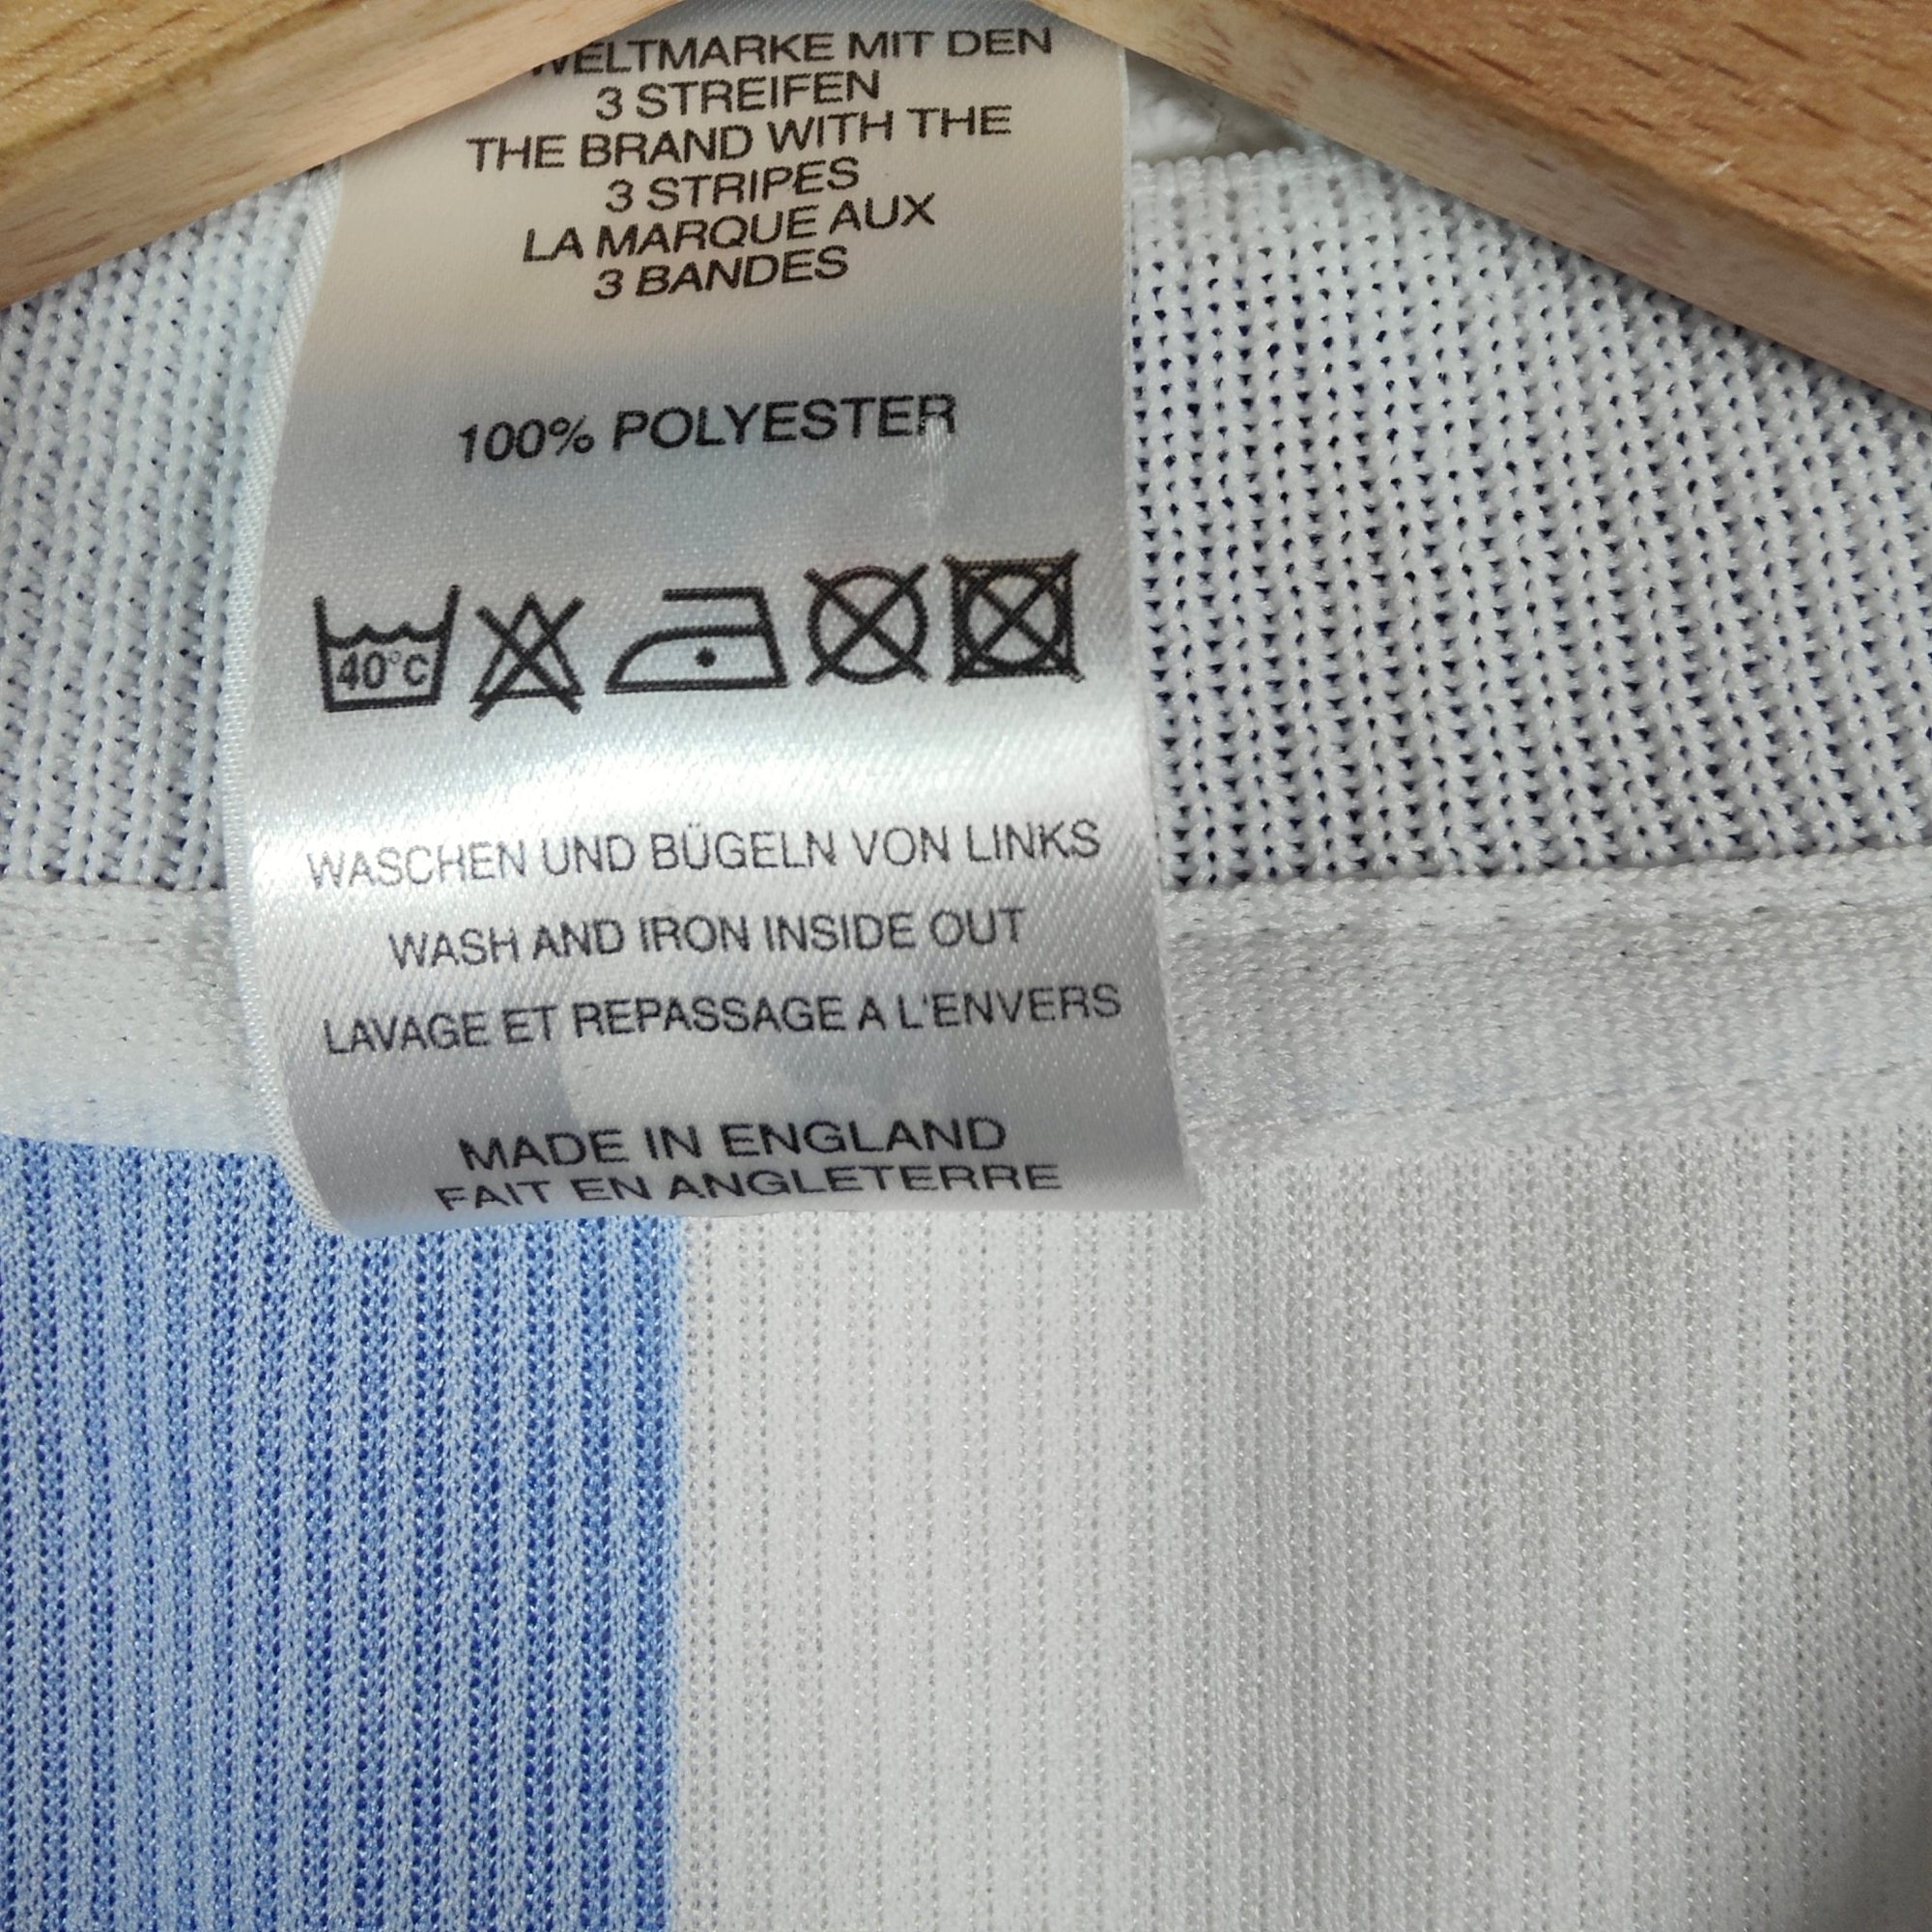 WELTMARKE MIT DEN
3 STREIFEN
THE BRAND WITH THE
3 STRIPES
LA MARQUE AUX
3 BANDES
100% POLYESTER
40°C
WASCHEN UND BÜGELN VON LINKS
WASH AND IRON INSIDE OUT
LAVAGE ET REPASSAGE A L'ENVERS
MADE IN ENGLAND
FAIT EN ANGLETERRE